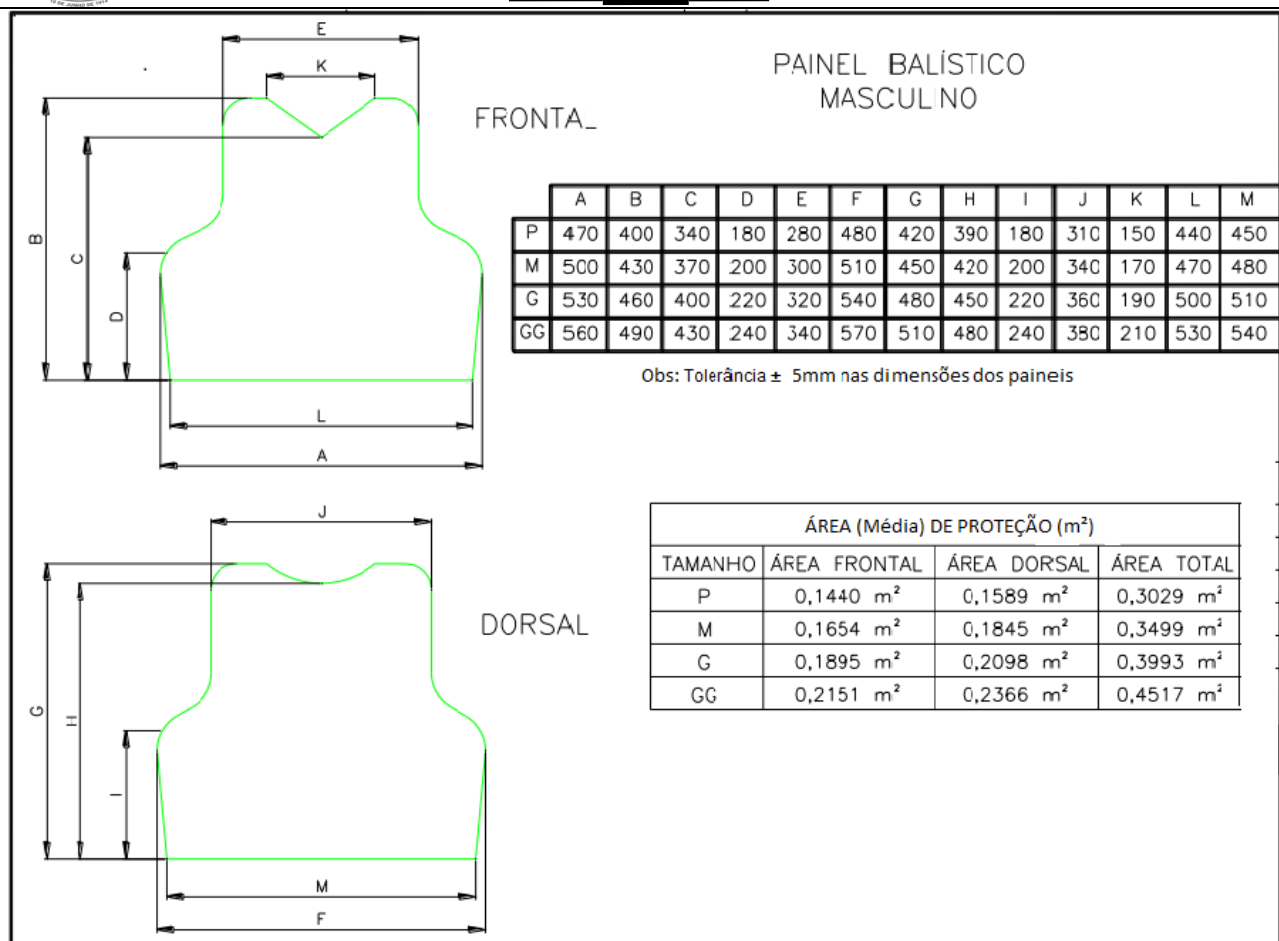 10 DE JUNHO DE 1914
PAINEL BALÍSTICO
MASCULINO
FRONTA_
E
K
B
C
D
L
A
A B C D E F G H I J K L M
P 470 400 340 180 280 480 420 390 180 310 150 440 450
M 500 430 370 200 300 510 450 420 200 340 170 470 480
G 530 460 400 220 320 540 480 450 220 360 190 500 510
GG 560 490 430 240 340 570 510 480 240 380 210 530 540
Obs: Tolerância ± 5mm nas dimensões dos paineis
DORSAL
J
G
H
I
M
F
ÁREA (Média) DE PROTEÇÃO (m²)
TAMANHO ÁREA FRONTAL ÁREA DORSAL ÁREA TOTAL
P 0,1440 m² 0,1589 m² 0,3029 m²
M 0,1654 m² 0,1845 m² 0,3499 m²
G 0,1895 m² 0,2098 m² 0,3993 m²
GG 0,2151 m² 0,2366 m² 0,4517 m²